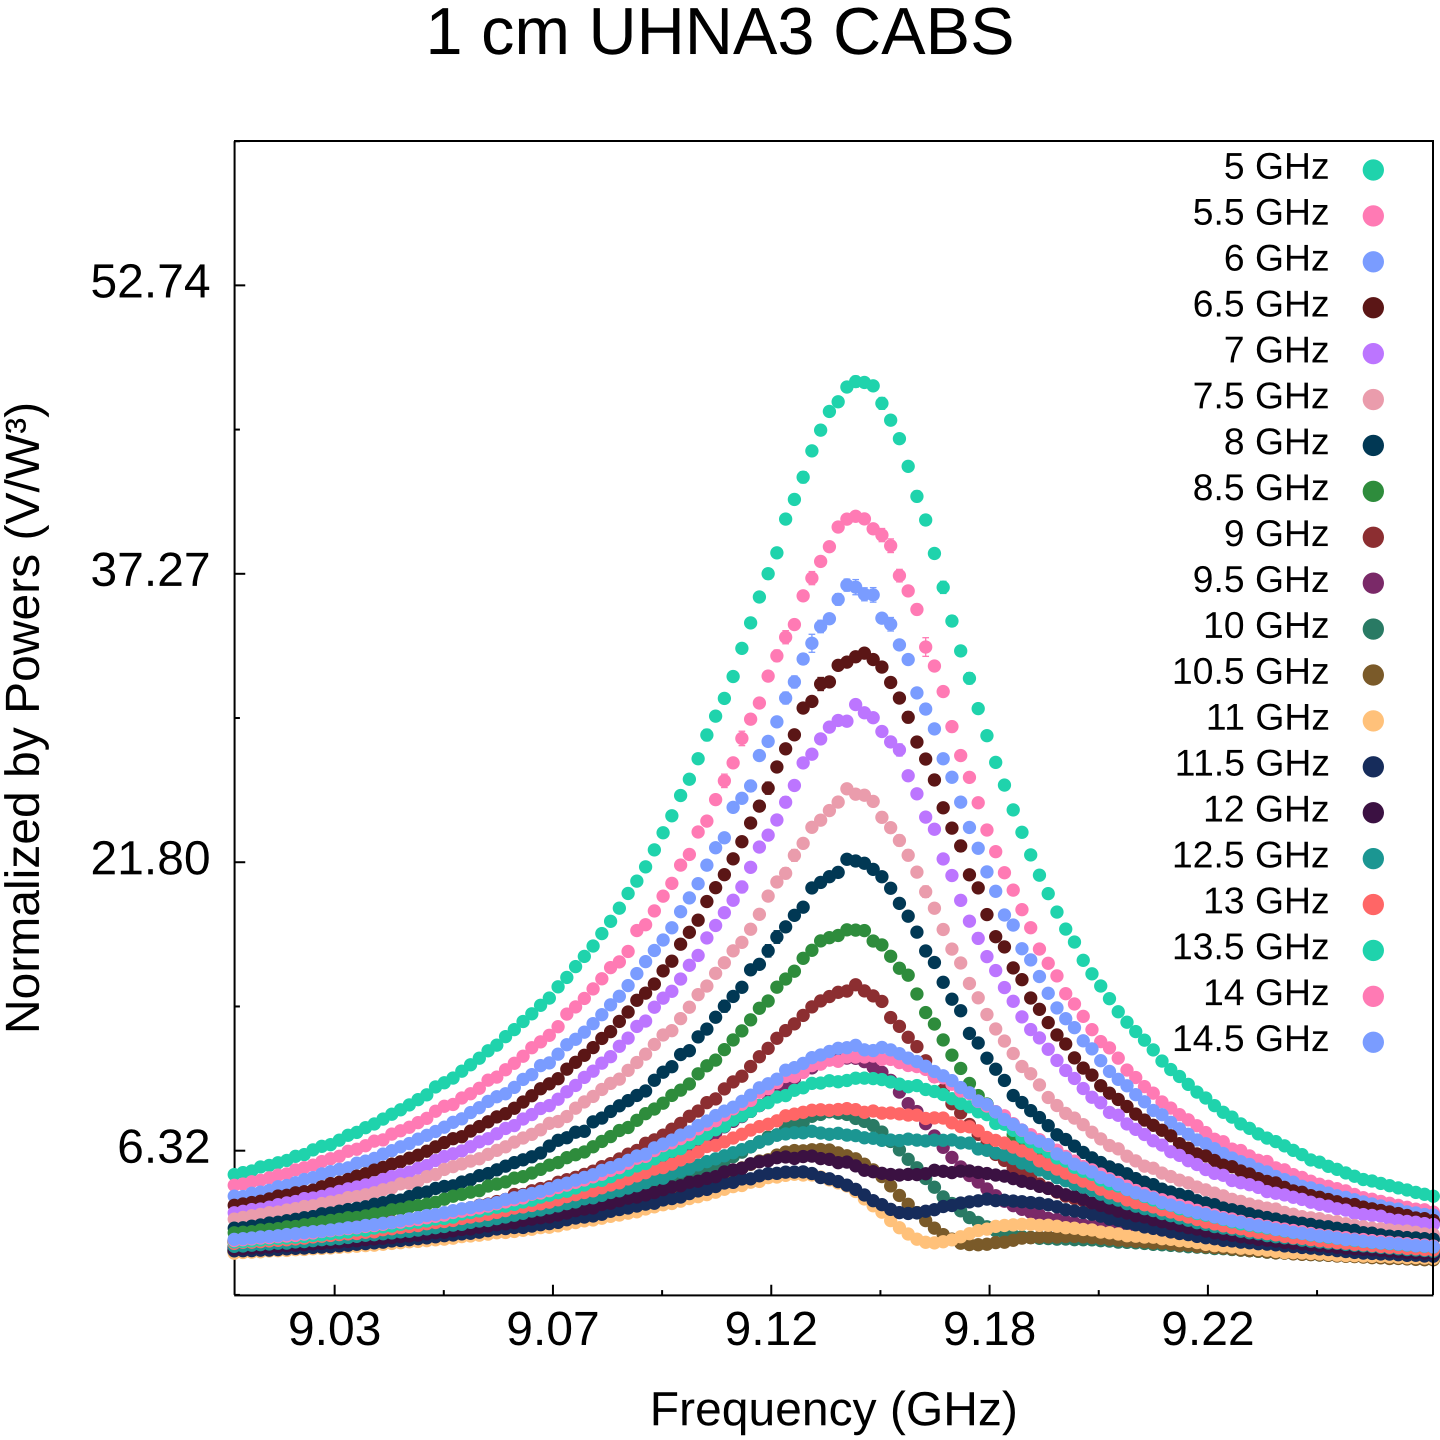 1 cm UHNA3 CABS
5 GHz
5.5 GHz
6 GHz
6.5 GHz
7 GHz
7.5 GHz
8 GHz
8.5 GHz
9 GHz
9.5 GHz
10 GHz
10.5 GHz
11 GHz
11.5 GHz
12 GHz
12.5 GHz
13 GHz
13.5 GHz
14 GHz
14.5 GHz
Normalized by Powers (V/W³)
52.74
37.27
21.80
6.32
9.03 9.07 9.12 9.18 9.22
Frequency (GHz)